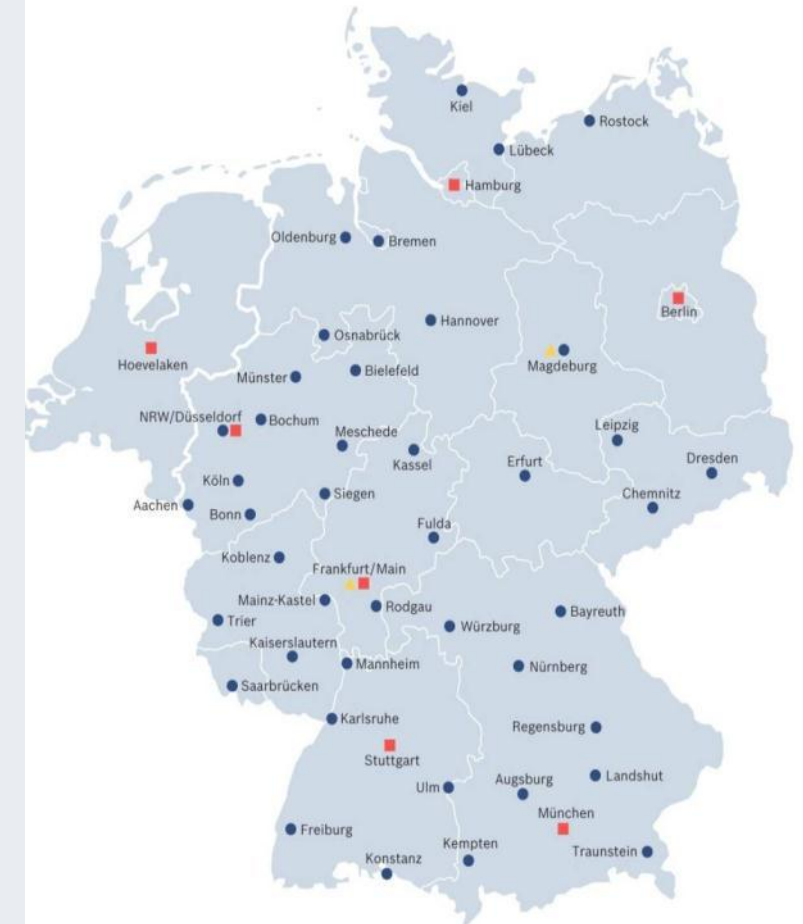 Kiel
Rostock
Lübeck
Hamburg
Oldenburg
Bremen
Berlin
Hannover
Osnabrück
Hoevelaken
Magdeburg
Bielefeld
Münster
NRW/Düsseldorf
Bochum
Meschede
Leipzig
Kassel
Erfurt
Dresden
Köln
Siegen
Chemnitz
Aachen
Bonn
Fulda
Koblenz
Frankfurt/Main
Mainz-Kastel
Rodgau
Bayreuth
Trier
Würzburg
Kaiserslautern
Mannheim
Nürnberg
Saarbrücken
Karlsruhe
Regensburg
Stuttgart
Landshut
Augsburg
Ulm
München
Freiburg
Kempten
Traunstein
Konstanz